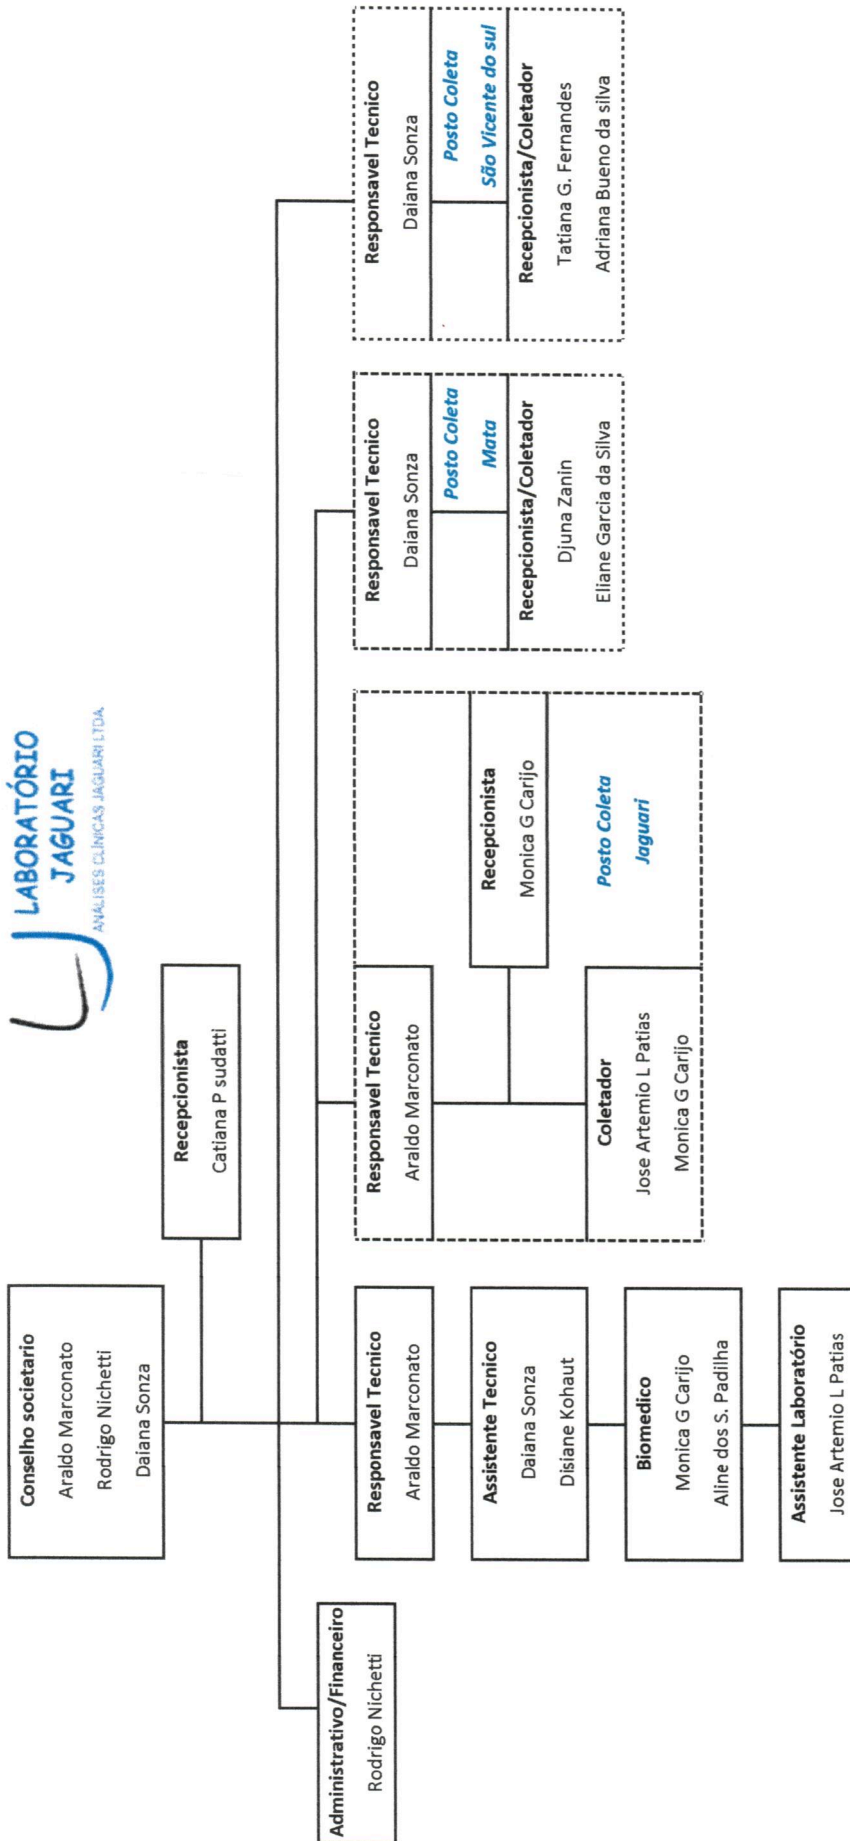 LABORATÓRIO
JAGUARI
ANÁLISES CLÍNICAS JAGUARI LTDA
Conselho societario
Araldo Marconato
Rodrigo Nichetti
Daiana Sonza
Recepcionista
Catiana P sudatti
Administrativo/Financeiro
Rodrigo Nichetti
Responsavel Tecnico
Araldo Marconato
Assistente Tecnico
Daiana Sonza
Disiane Kohaut
Biomedico
Monica G Carijo
Aline dos S. Padilha
Assistente Laboratório
Jose Artemio L Patias
Responsavel Tecnico
Araldo Marconato
Recepcionista
Monica G Carijo
Coletador
Jose Artemio L Patias
Monica G Carijo
Posto Coleta
Jaguari
Responsavel Tecnico
Daiana Sonza
Posto Coleta
Mata
Recepcionista/Coletador
Djuna Zanin
Eliane Garcia da Silva
Responsavel Tecnico
Daiana Sonza
Posto Coleta
São Vicente do sul
Recepcionista/Coletador
Tatiana G. Fernandes
Adriana Bueno da silva